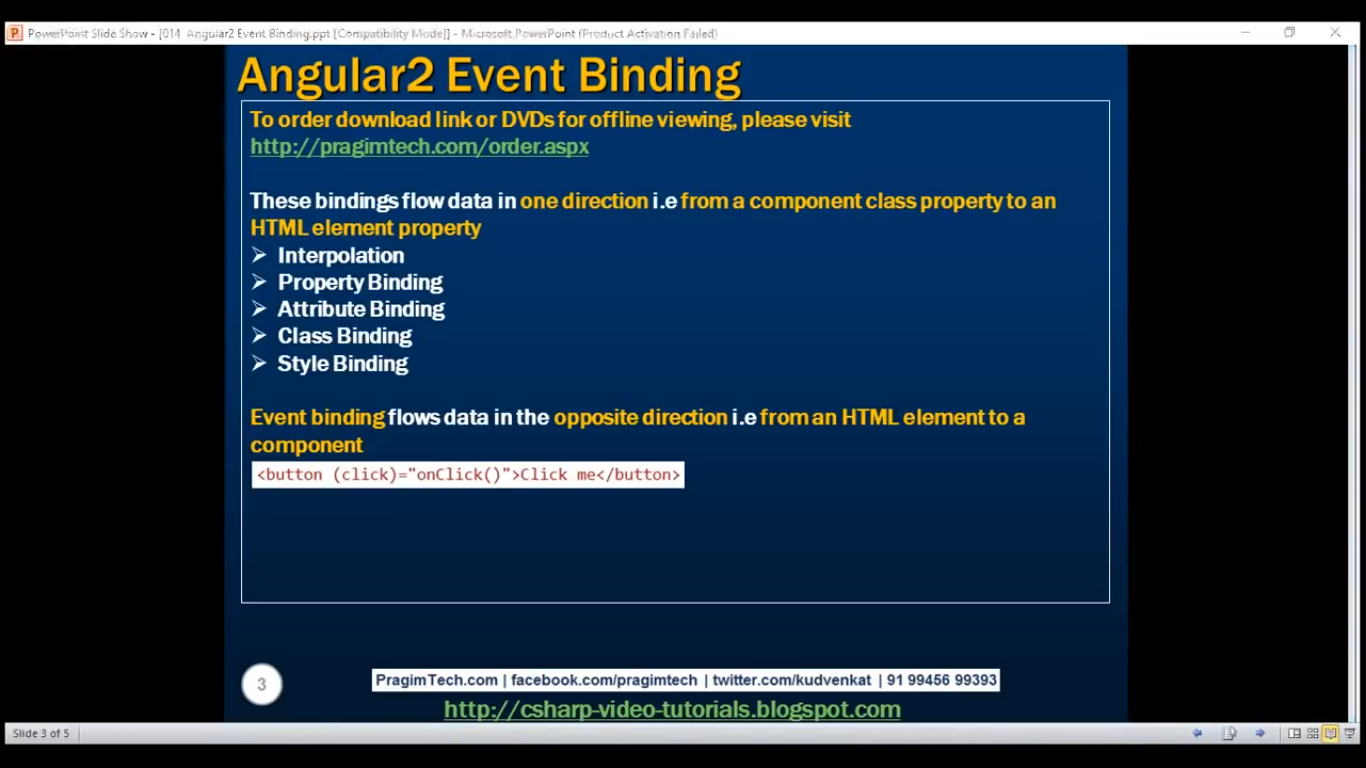 PowerPoint Slide Show - [014 Angular2 Event Binding.ppt [Compatibility Mode]] - Microsoft PowerPoint (Product Activation Failed)
Angular2 Event Binding
To order download link or DVDs for offline viewing, please visit
http://pragimtech.com/order.aspx
These bindings flow data in one direction i.e from a component class property to an
HTML element property
Interpolation
Property Binding
Attribute Binding
Class Binding
Style Binding
Event binding flows data in the opposite direction i.e from an HTML element to a
component
<button (click)="onClick()">Click me</button>
3
PragimTech.com | facebook.com/pragimtech | twitter.com/kudvenkat | 91 99456 99393
http://csharp-video-tutorials.blogspot.com
Slide 3 of 5